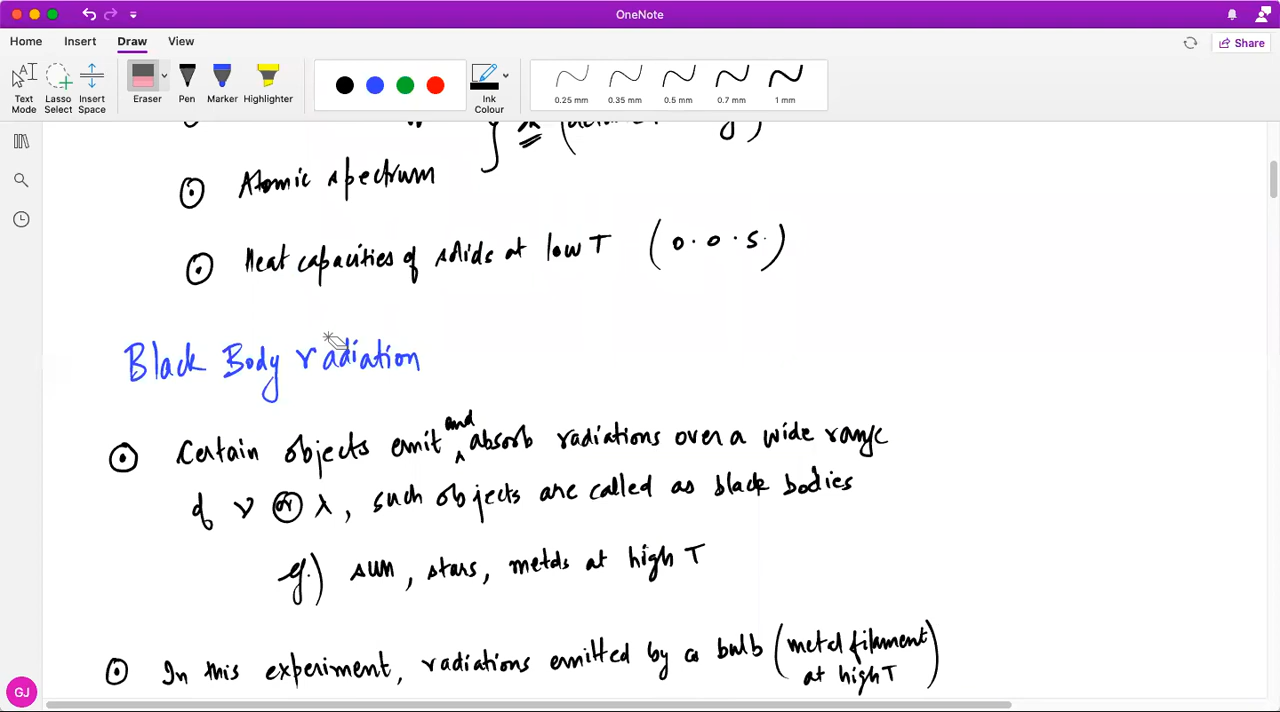 OneNote
Home Insert Draw View
Share
Text Mode
Lasso Select
Insert Space
Eraser
Pen
Marker
Highlighter
Ink Colour
0.25 mm 0.35 mm 0.5 mm 0.7 mm 1 mm
⊙ Atomic spectrum
⊙ Heat capacities of solids at low T (O.O.S.)
Black Body radiation
⊙ Certain objects emit and absorb radiations over a wide range
of ν or λ, such objects are called as black bodies
eg.) sun, stars, metals at high T
⊙ In this experiment, radiations emitted by a bulb (metal filament
at high T)
GJ